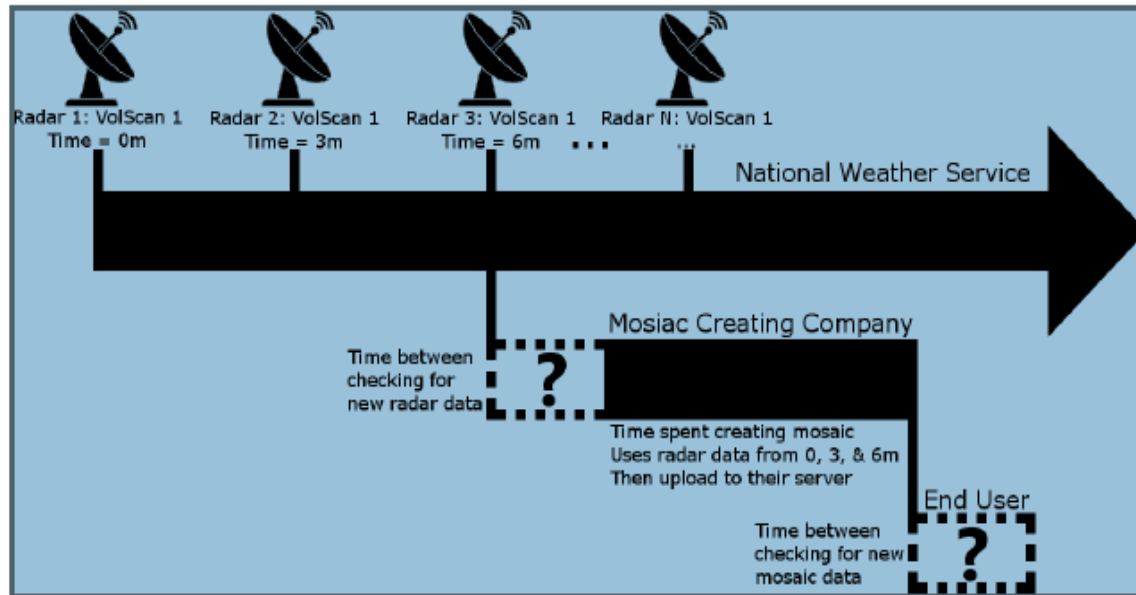 Radar 1: VolScan 1
Time = 0m
Radar 2: VolScan 1
Time = 3m
Radar 3: VolScan 1
Time = 6m
...
Radar N: VolScan 1
...
National Weather Service
Mosiac Creating Company
Time between
checking for
new radar data
?
Time spent creating mosaic
Uses radar data from 0, 3, & 6m
Then upload to their server
End User
Time between
checking for new
mosaic data
?